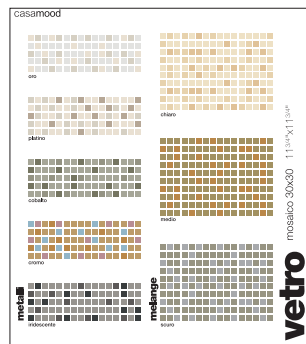 casamood
oro
platino
cobalto
cromo
iridescente
metalli
chiaro
medio
scuro
melange
vetro
mosaico 30x30 11 3/4"x11 3/4"